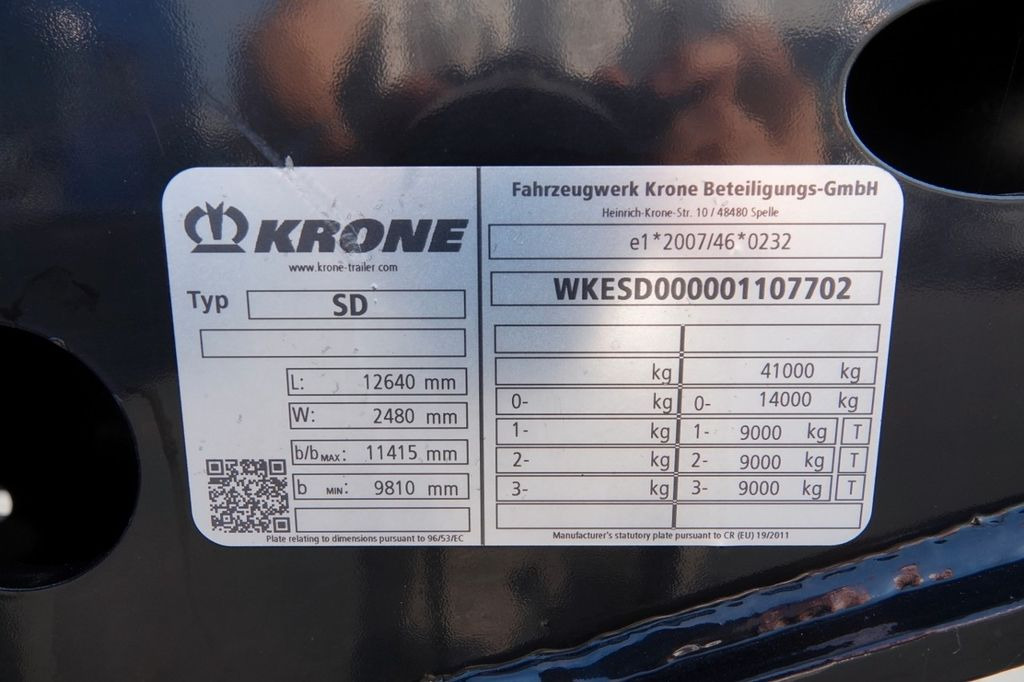 KRONE
www.krone-trailer.com
Typ SD
L: 12640 mm
W: 2480 mm
b/b MAX: 11415 mm
b MIN: 9810 mm
Plate relating to dimensions pursuant to 96/53/EC
Fahrzeugwerk Krone Beteiligungs-GmbH
Heinrich-Krone-Str. 10 / 48480 Spelle
e1*2007/46*0232
WKESD000001107702
kg 41000 kg
0- kg 0- 14000 kg
1- kg 1- 9000 kg T
2- kg 2- 9000 kg T
3- kg 3- 9000 kg T
Manufacturer's statutory plate pursuant to CR (EU) 19/2011